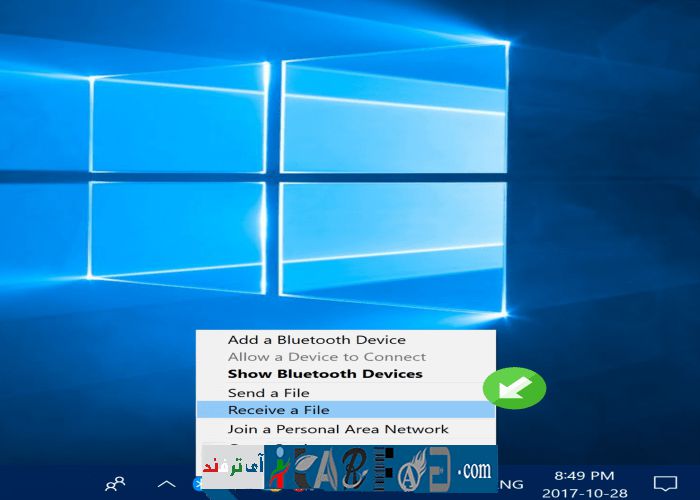 Add a Bluetooth Device
Allow a Device to Connect
Show Bluetooth Devices
Send a File
Receive a File
Join a Personal Area Network
آی ترفند
.com
NG
8:49 PM
2017-10-28